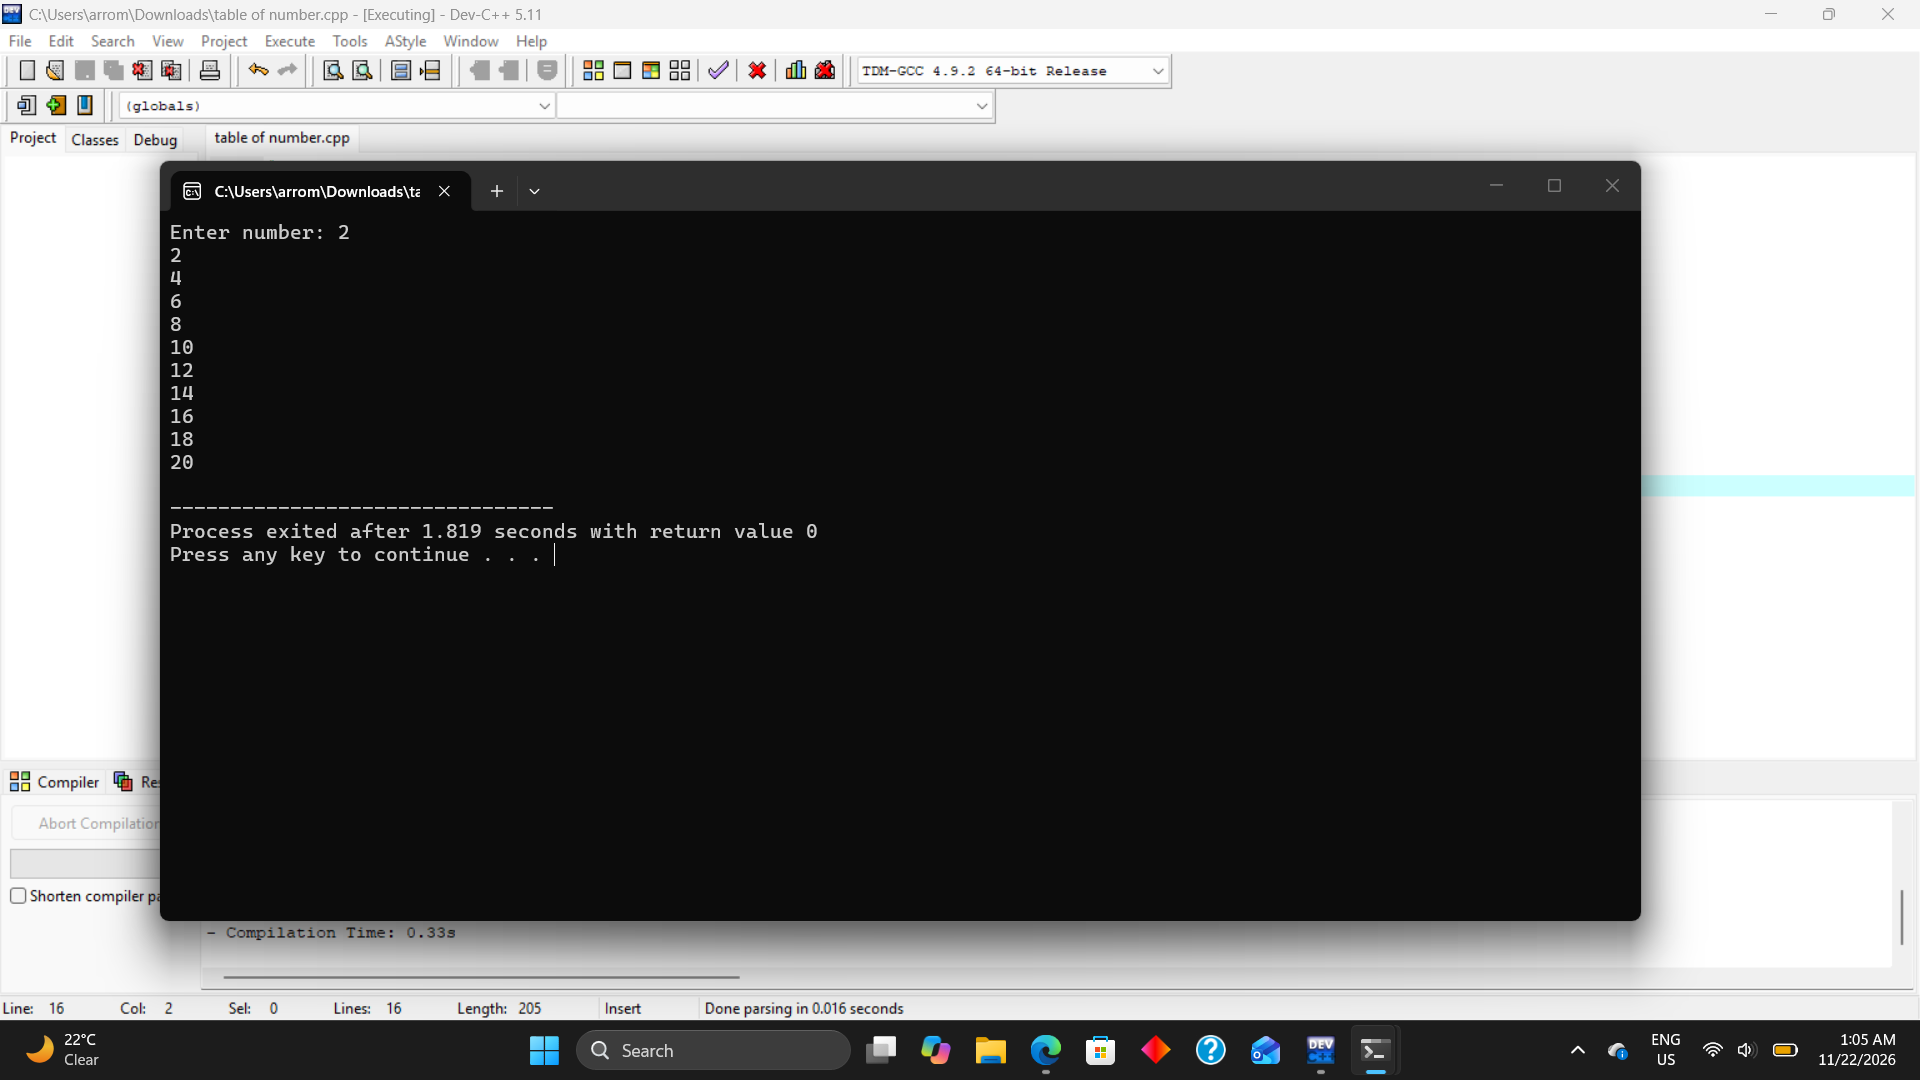 C:\Users\arrom\Downloads\table of number.cpp - [Executing] - Dev-C++ 5.11
File Edit Search View Project Execute Tools AStyle Window Help
TDM-GCC 4.9.2 64-bit Release
(globals)
Project Classes Debug
table of number.cpp
C:\Users\arrom\Downloads\ta
Enter number: 2
2
4
6
8
10
12
14
16
18
20
--------------------------------
Process exited after 1.819 seconds with return value 0
Press any key to continue . . .
Compiler
Abort Compilation
Shorten compiler
- Compilation Time: 0.33s
Line: 16 Col: 2 Sel: 0 Lines: 16 Length: 205 Insert Done parsing in 0.016 seconds
22°C
Clear
Search
DEV
ENG
US
1:05 AM
11/22/2026